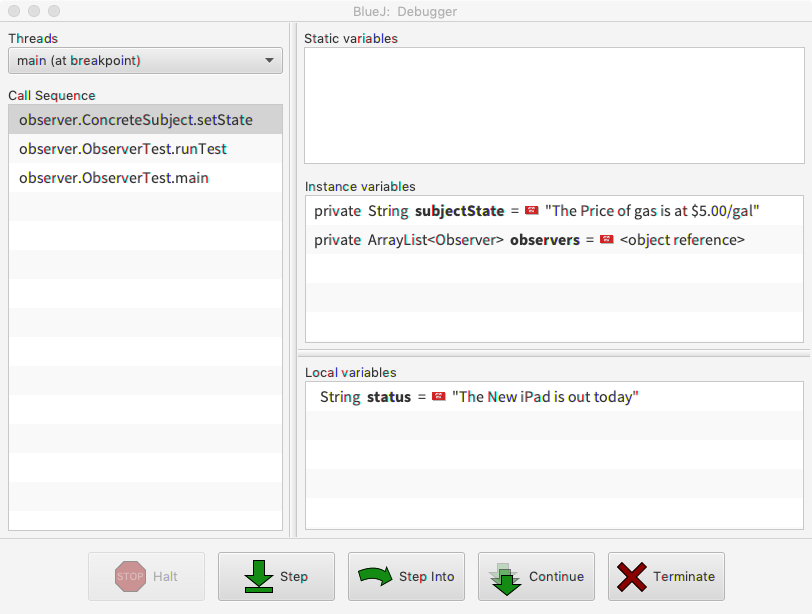 BlueJ: Debugger
Threads
main (at breakpoint)
Call Sequence
observer.ConcreteSubject.setState
observer.ObserverTest.runTest
observer.ObserverTest.main
Static variables
Instance variables
private String subjectState = "The Price of gas is at $5.00/gal"
private ArrayList<Observer> observers = <object reference>
Local variables
String status = "The New iPad is out today"
STOP Halt
Step
Step Into
Continue
Terminate